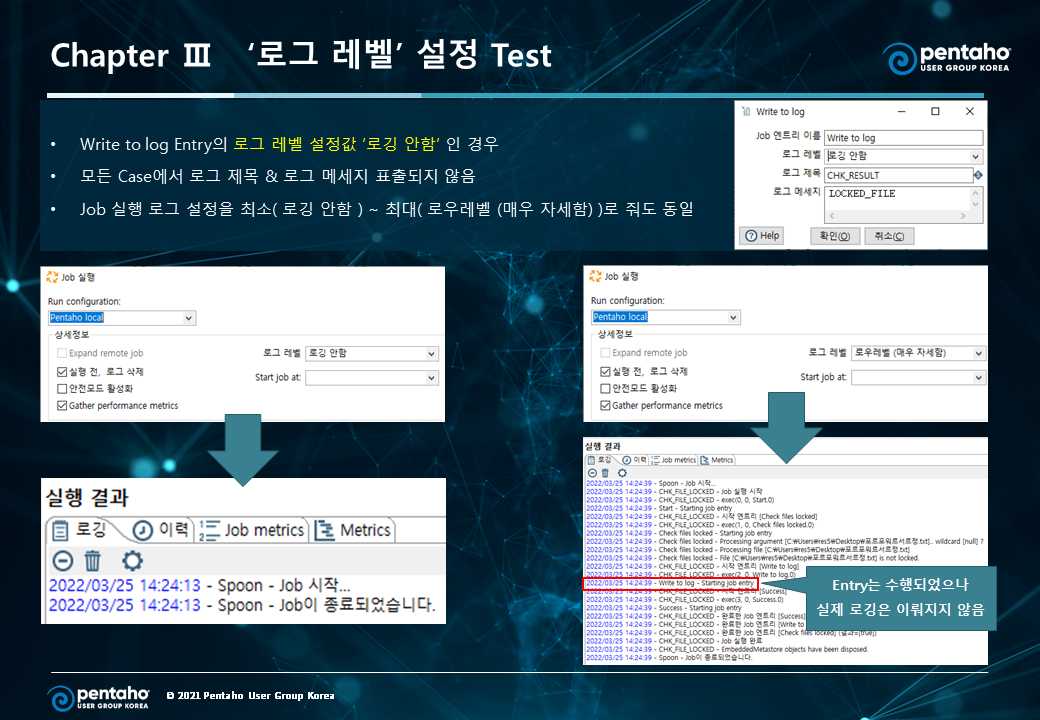 Chapter Ⅲ ‘로그 레벨’ 설정 Test
pentaho
USER GROUP KOREA
• Write to log Entry의 로그 레벨 설정값 ‘로깅 안함’ 인 경우
• 모든 Case에서 로그 제목 & 로그 메세지 표출되지 않음
• Job 실행 로그 설정을 최소( 로깅 안함 ) ~ 최대( 로우레벨 (매우 자세함) )로 줘도 동일
Write to log
Job 엔트리 이름 Write to log
로그 레벨 로깅 안함
로그 제목 CHK_RESULT
로그 메세지 LOCKED_FILE
Help 확인(O) 취소(C)
Job 실행
Run configuration:
Pentaho local
상세정보
Expand remote job 로그 레벨 로깅 안함
실행 전, 로그 삭제
Start job at:
안전모드 활성화
Gather performance metrics
Job 실행
Run configuration:
Pentaho local
상세정보
Expand remote job 로그 레벨 로우레벨 (매우 자세함)
실행 전, 로그 삭제
Start job at:
안전모드 활성화
Gather performance metrics
실행 결과
로깅 이력 Job metrics Metrics
2022/03/25 14:24:13 - Spoon - Job 시작...
2022/03/25 14:24:13 - Spoon - Job이 종료되었습니다.
실행 결과
로깅 이력 Job metrics Metrics
2022/03/25 14:24:39 - Spoon - Job 시작...
2022/03/25 14:24:39 - CHK_FILE_LOCKED - Job 실행 시작
2022/03/25 14:24:39 - CHK_FILE_LOCKED - exec(0, 0, Start.0)
2022/03/25 14:24:39 - Start - Starting job entry
2022/03/25 14:24:39 - CHK_FILE_LOCKED - 시작 엔트리 [Check files locked]
2022/03/25 14:24:39 - CHK_FILE_LOCKED - exec(1, 0, Check files locked.0)
2022/03/25 14:24:39 - Check files locked - Starting job entry
2022/03/25 14:24:39 - Check files locked - Processing argument [C:₩Users₩res5₩Desktop₩포트포워트서트정.txt].. wildcard [null] ?
2022/03/25 14:24:39 - Check files locked - Processing file [C:₩Users₩res5₩Desktop₩포트포워트서트정.txt]
2022/03/25 14:24:39 - Check files locked - File [C:₩Users₩res5₩Desktop₩포트포워트서트정.txt] is not locked.
2022/03/25 14:24:39 - CHK_FILE_LOCKED - 시작 엔트리 [Write to log]
2022/03/25 14:24:39 - CHK_FILE_LOCKED - exec(2, 0, Write to log.0)
2022/03/25 14:24:39 - Write to log - Starting job entry
2022/03/25 14:24:39 - CHK_FILE_LOCKED - 시작 엔트리 [Success]
2022/03/25 14:24:39 - CHK_FILE_LOCKED - exec(3, 0, Success.0)
2022/03/25 14:24:39 - Success - Starting job entry
2022/03/25 14:24:39 - CHK_FILE_LOCKED - 완료한 Job 엔트리 [Success]
2022/03/25 14:24:39 - CHK_FILE_LOCKED - 완료한 Job 엔트리 [Write to
2022/03/25 14:24:39 - CHK_FILE_LOCKED - 완료한 Job 엔트리 [Check files locked] (결과=[true])
2022/03/25 14:24:39 - CHK_FILE_LOCKED - Job 실행 완료
2022/03/25 14:24:39 - CHK_FILE_LOCKED - EmbeddedMetastore objects have been disposed.
2022/03/25 14:24:39 - Spoon - Job이 종료되었습니다.
Entry는 수행되었으나
실제 로깅은 이뤄지지 않음
pentaho
USER GROUP KOREA
© 2021 Pentaho User Group Korea